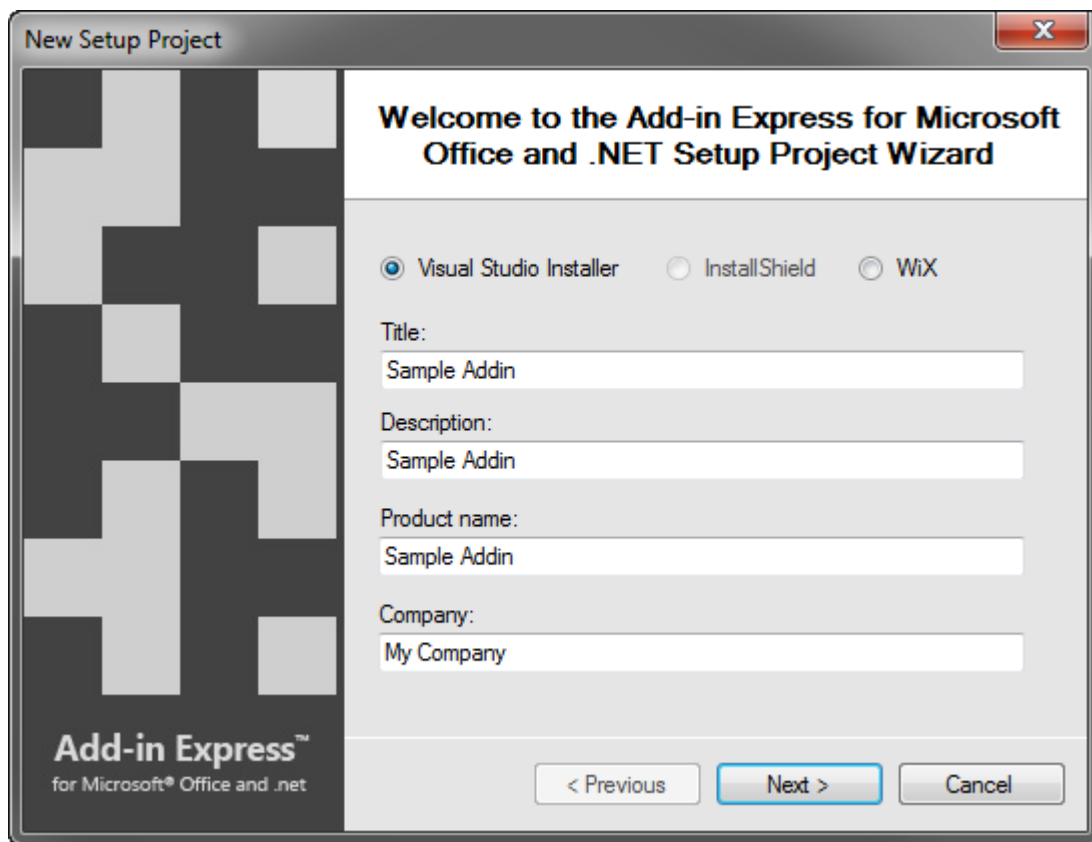 New Setup Project
X
Welcome to the Add-in Express for Microsoft
Office and .NET Setup Project Wizard
Visual Studio Installer
InstallShield
WiX
Title:
Sample Addin
Description:
Sample Addin
Product name:
Sample Addin
Company:
My Company
Add-in Express™
for Microsoft® Office and .net
< Previous
Next >
Cancel